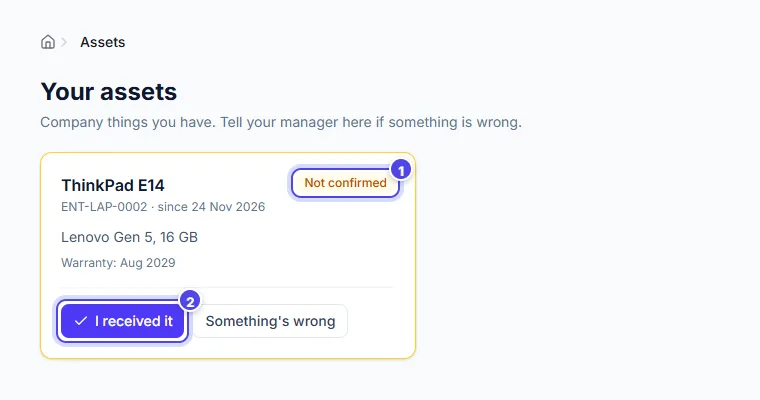 Assets
Your assets
Company things you have. Tell your manager here if something is wrong.
ThinkPad E14
Not confirmed
1
ENT-LAP-0002 · since 24 Nov 2026
Lenovo Gen 5, 16 GB
Warranty: Aug 2029
2
I received it
Something's wrong